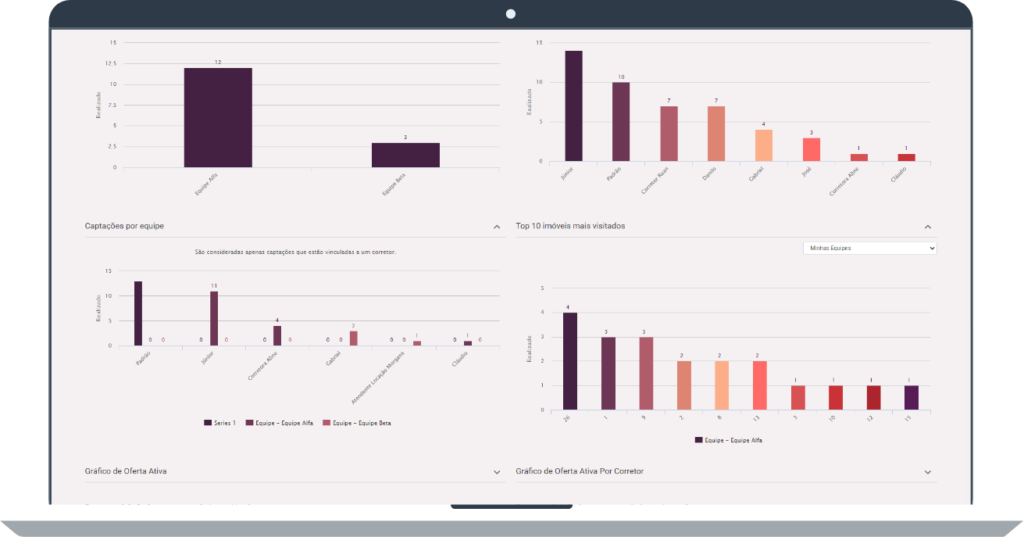 15
12.5
10
7.5
5
2.5
0
Realizado
12
3
Equipe Alfa
Equipe Beta
15
10
5
0
Realizado
10
7
7
4
3
1
1
Júnior
Padrão
Corretor Ruan
Danilo
Gabriel
José
Corretora Aline
Cláudio
Captações por equipe
São consideradas apenas captações que estão vinculadas a um corretor.
15
10
5
0
Realizado
0 0
11
0 0
4
0 0
3
0 0
1
0 0
1
0 0
Padrão
Júnior
Corretora Aline
Gabriel
Atendente Locação Morgana
Cláudio
Series 1 Equipe - Equipe Alfa Equipe - Equipe Beta
Top 10 imóveis mais visitados
Minhas Equipes
5
4
3
2
1
0
Realizado
4
3
3
2
2
2
1
1
1
1
26
1
9
2
8
13
3
10
12
15
Equipe - Equipe Alfa
Gráfico de Oferta Ativa
Gráfico de Oferta Ativa Por Corretor